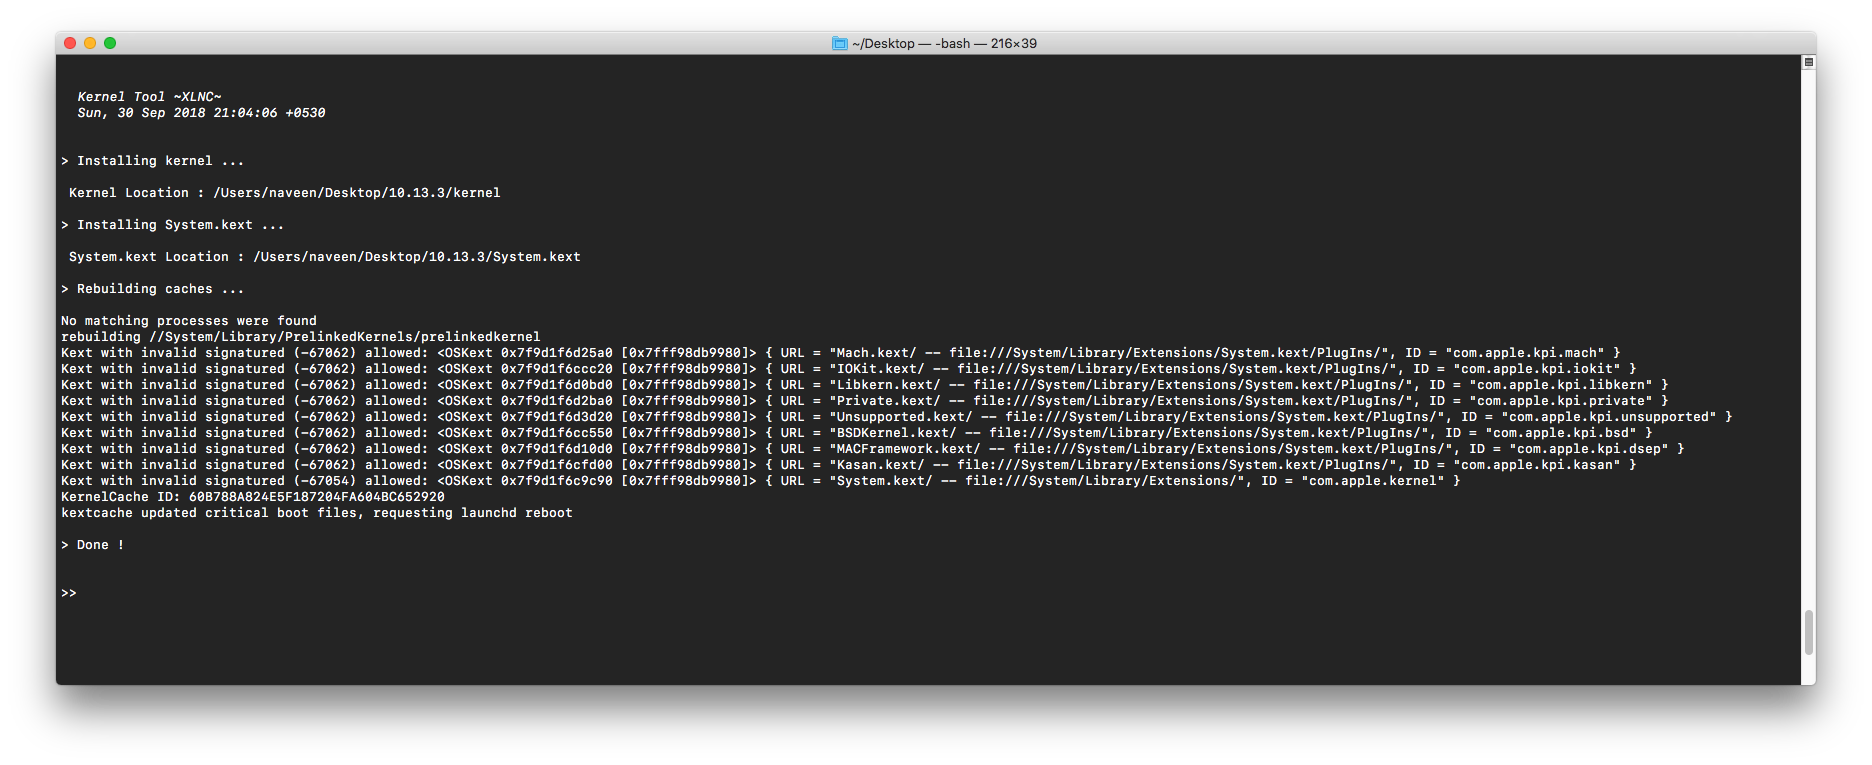 ~/Desktop — -bash — 216×39
Kernel Tool ~XLNC~
Sun, 30 Sep 2018 21:04:06 +0530
> Installing kernel ...
Kernel Location : /Users/naveen/Desktop/10.13.3/kernel
> Installing System.kext ...
System.kext Location : /Users/naveen/Desktop/10.13.3/System.kext
> Rebuilding caches ...
No matching processes were found
rebuilding //System/Library/PrelinkedKernels/prelinkedkernel
Kext with invalid signatured (-67062) allowed: <OSKext 0x7f9d1f6d25a0 [0x7fff98db9980]> { URL = "Mach.kext/ -- file:///System/Library/Extensions/System.kext/PlugIns/", ID = "com.apple.kpi.mach" }
Kext with invalid signatured (-67062) allowed: <OSKext 0x7f9d1f6ccc20 [0x7fff98db9980]> { URL = "IOKit.kext/ -- file:///System/Library/Extensions/System.kext/PlugIns/", ID = "com.apple.kpi.iokit" }
Kext with invalid signatured (-67062) allowed: <OSKext 0x7f9d1f6d0bd0 [0x7fff98db9980]> { URL = "Libkern.kext/ -- file:///System/Library/Extensions/System.kext/PlugIns/", ID = "com.apple.kpi.libkern" }
Kext with invalid signatured (-67062) allowed: <OSKext 0x7f9d1f6d2ba0 [0x7fff98db9980]> { URL = "Private.kext/ -- file:///System/Library/Extensions/System.kext/PlugIns/", ID = "com.apple.kpi.private" }
Kext with invalid signatured (-67062) allowed: <OSKext 0x7f9d1f6d3d20 [0x7fff98db9980]> { URL = "Unsupported.kext/ -- file:///System/Library/Extensions/System.kext/PlugIns/", ID = "com.apple.kpi.unsupported" }
Kext with invalid signatured (-67062) allowed: <OSKext 0x7f9d1f6cc550 [0x7fff98db9980]> { URL = "BSDKernel.kext/ -- file:///System/Library/Extensions/System.kext/PlugIns/", ID = "com.apple.kpi.bsd" }
Kext with invalid signatured (-67062) allowed: <OSKext 0x7f9d1f6d10d0 [0x7fff98db9980]> { URL = "MACFramework.kext/ -- file:///System/Library/Extensions/System.kext/PlugIns/", ID = "com.apple.kpi.dsep" }
Kext with invalid signatured (-67062) allowed: <OSKext 0x7f9d1f6cfd00 [0x7fff98db9980]> { URL = "Kasan.kext/ -- file:///System/Library/Extensions/System.kext/PlugIns/", ID = "com.apple.kpi.kasan" }
Kext with invalid signatured (-67054) allowed: <OSKext 0x7f9d1f6c9c90 [0x7fff98db9980]> { URL = "System.kext/ -- file:///System/Library/Extensions/", ID = "com.apple.kernel" }
KernelCache ID: 60B788A824E5F187204FA604BC652920
kextcache updated critical boot files, requesting launchd reboot
> Done !
>>